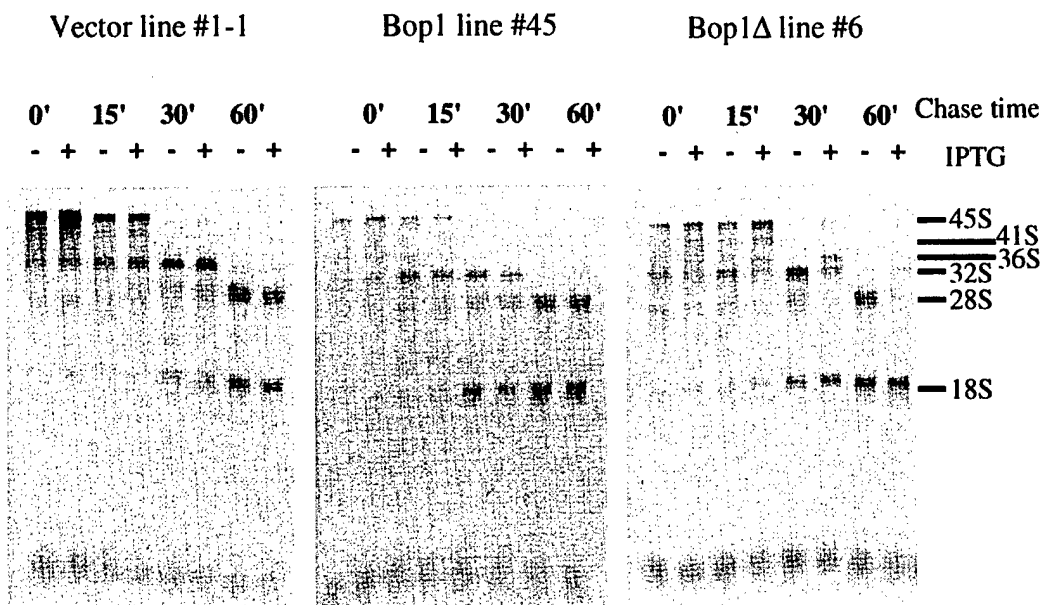 Vector line #1-1 Bop1 line #45 Bop1Δ line #6
0' 15' 30' 60' 0' 15' 30' 60' 0' 15' 30' 60' Chase time
- + - + - + - + - + - + - + - + - + - + - + - + IPTG
45S
41S
36S
32S
28S
18S